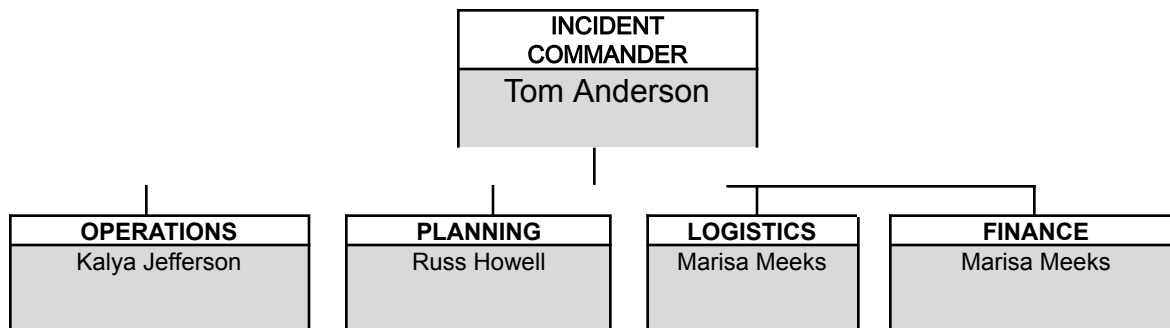 INCIDENT
COMMANDER
Tom Anderson
OPERATIONS
Kalya Jefferson
PLANNING
Russ Howell
LOGISTICS
Marisa Meeks
FINANCE
Marisa Meeks